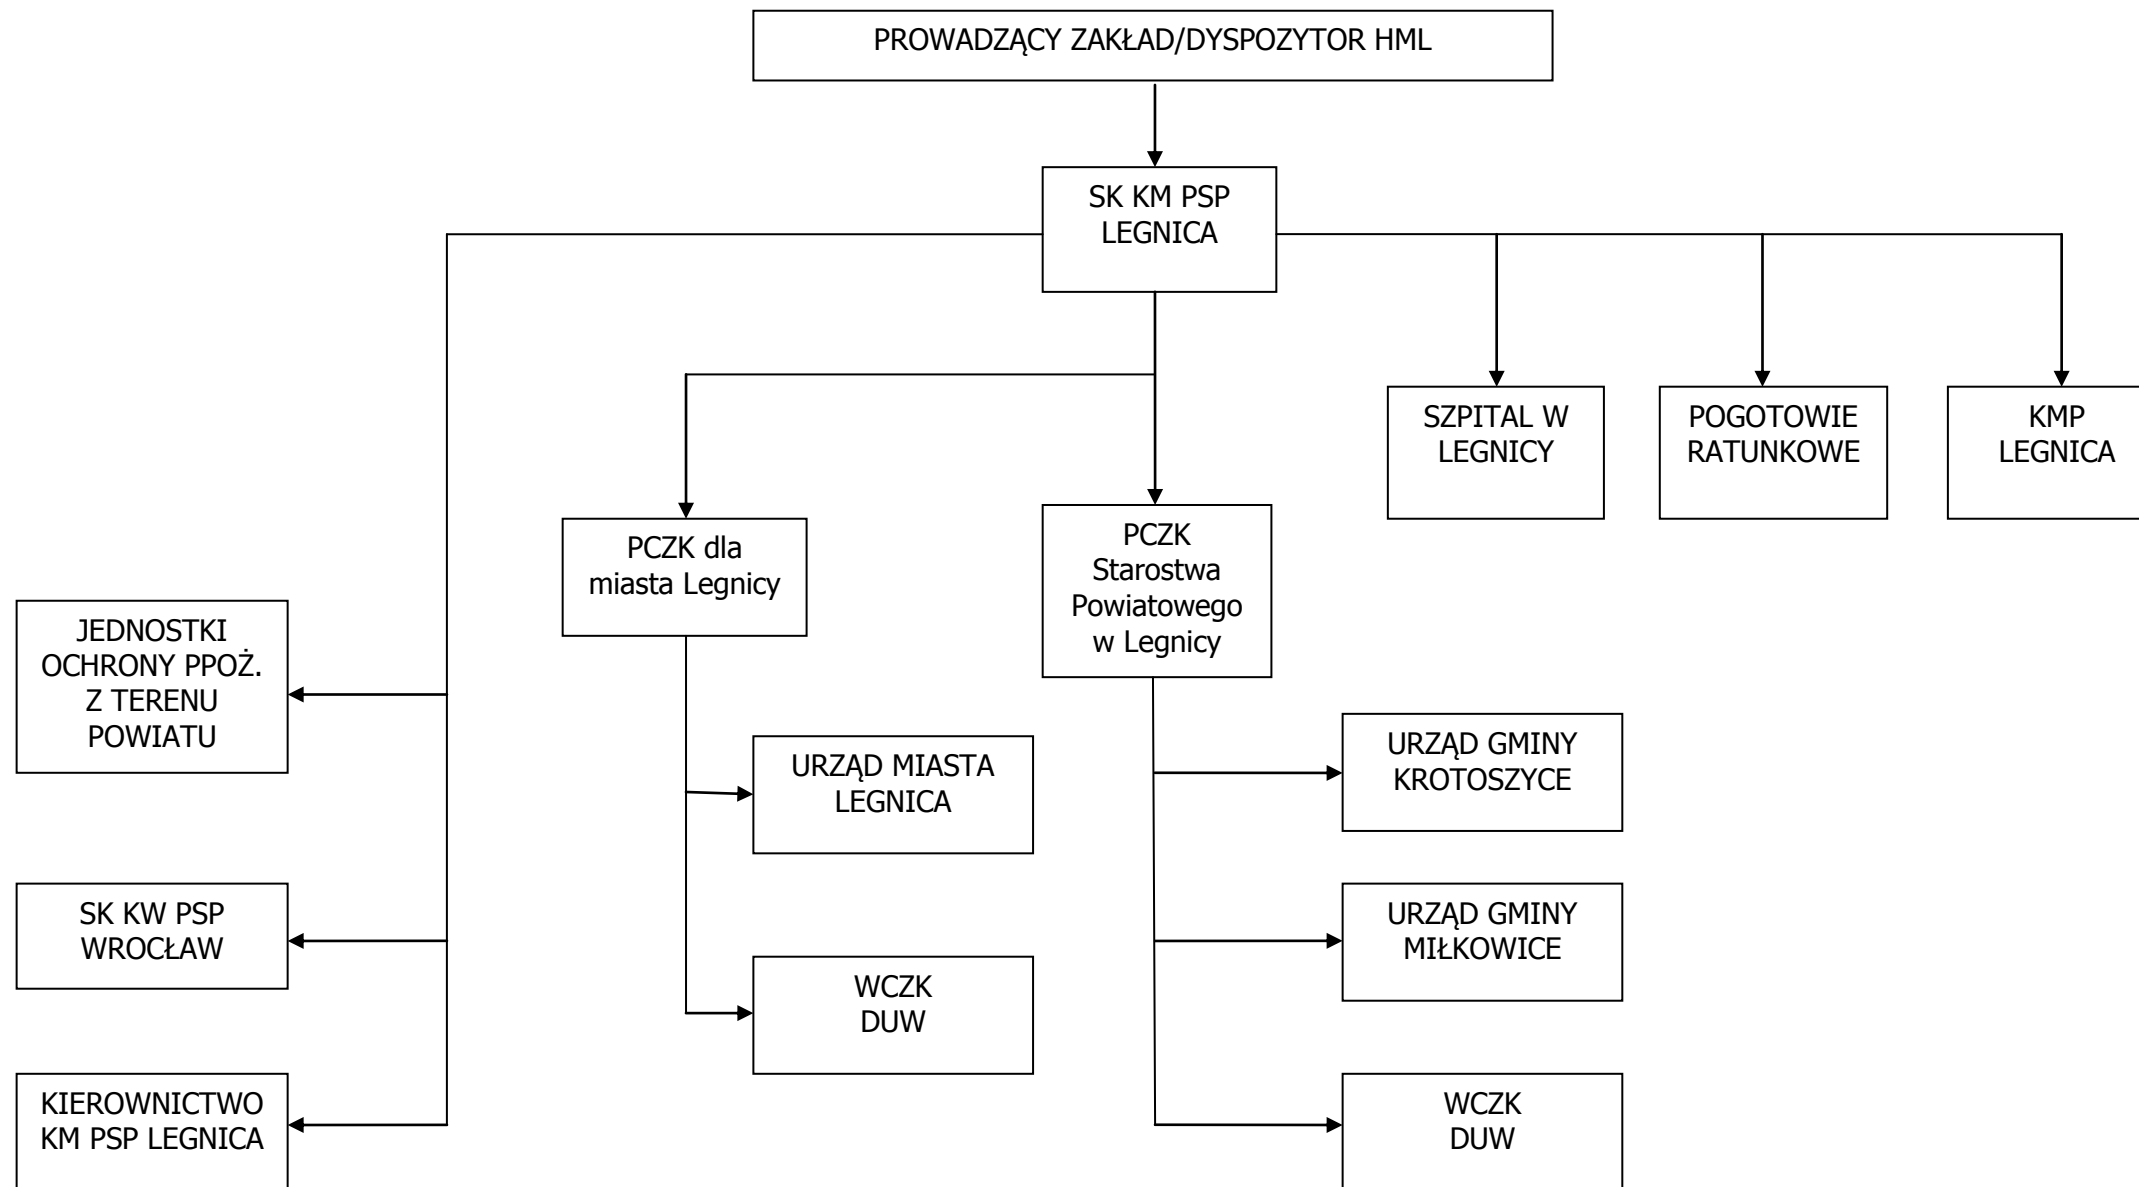 PROWADZĄCY ZAKŁAD/DYSPOZYTOR HML
SK KM PSP
LEGNICA
SZPITAL W
LEGNICY
POGOTOWIE
RATUNKOWE
KMP
LEGNICA
PCZK dla
miasta Legnicy
PCZK
Starostwa
Powiatowego
w Legnicy
JEDNOSTKI
OCHRONY PPOŻ.
Z TERENU
POWIATU
URZĄD MIASTA
LEGNICA
URZĄD GMINY
KROTOSZYCE
SK KW PSP
WROCŁAW
URZĄD GMINY
MIŁKOWICE
WCZK
DUW
KIEROWNICTWO
KM PSP LEGNICA
WCZK
DUW